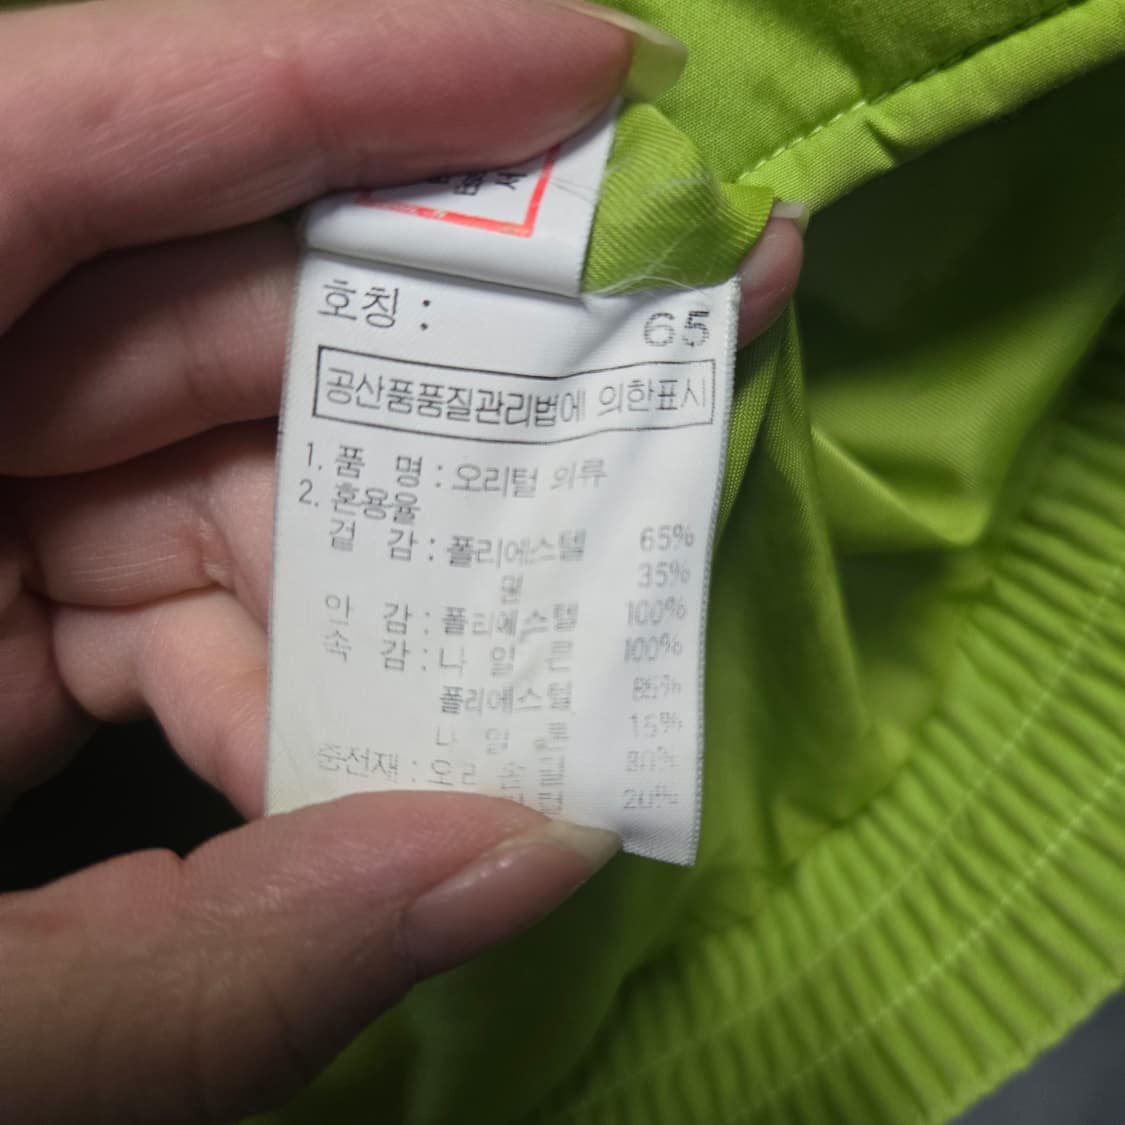 호칭 : 65
공산품품질관리법에 의한표시
1. 품 명 : 오리털 의류
2. 혼용율
겉 감 : 폴리에스텔 65%
면 35%
안 감 : 폴리에스텔 100%
속 감 : 나 일 론 100%
폴리에스텔 85%
나 일 론 15%
충전재 : 오리 솜털 80%
20%